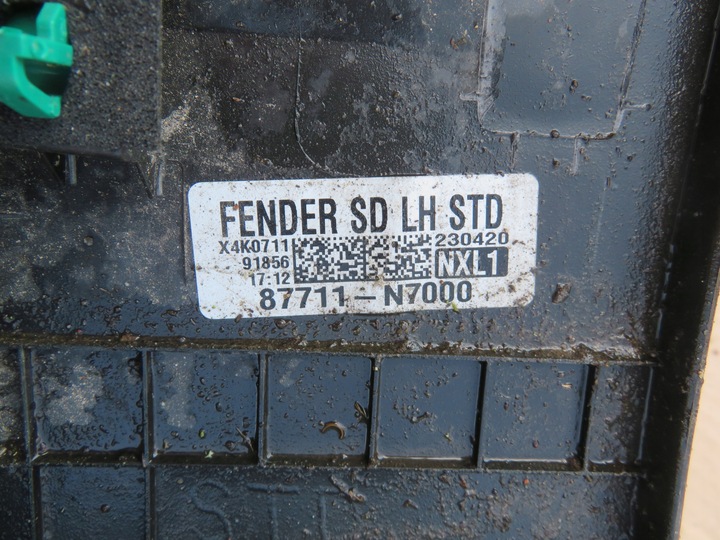 FENDER SD LH STD
X4K0711 230420
91856
17:12 NXL1
87711-N7000